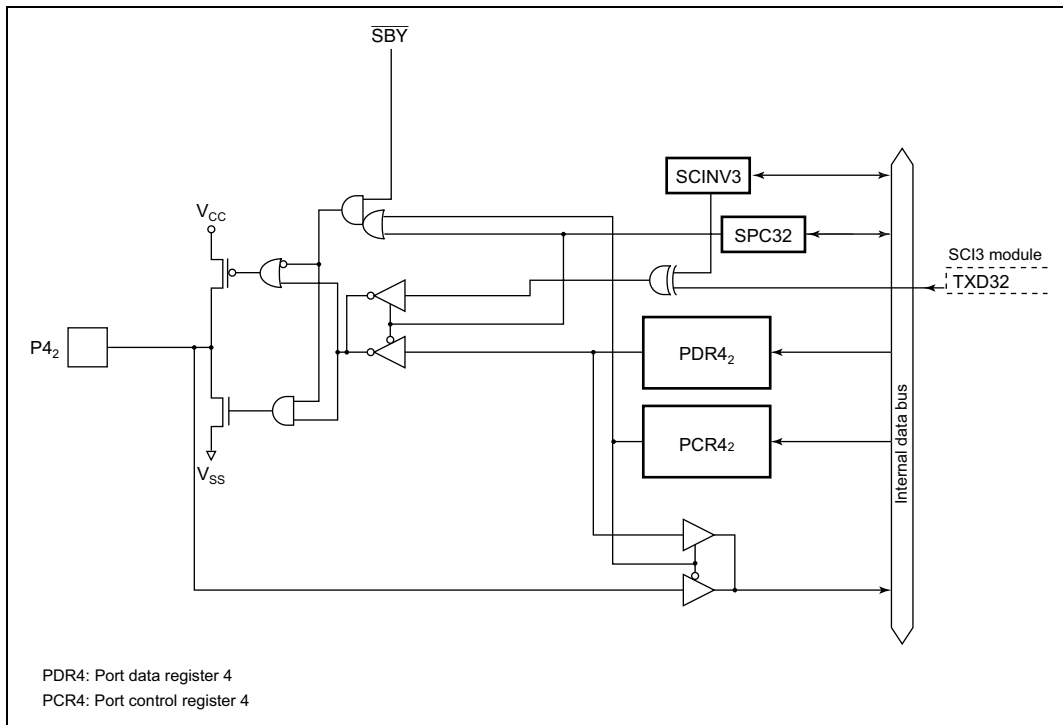 SBY
SCINV3
VCC
SPC32
SCI3 module
TXD32
P42
PDR42
PCR42
VSS
Internal data bus
PDR4: Port data register 4
PCR4: Port control register 4